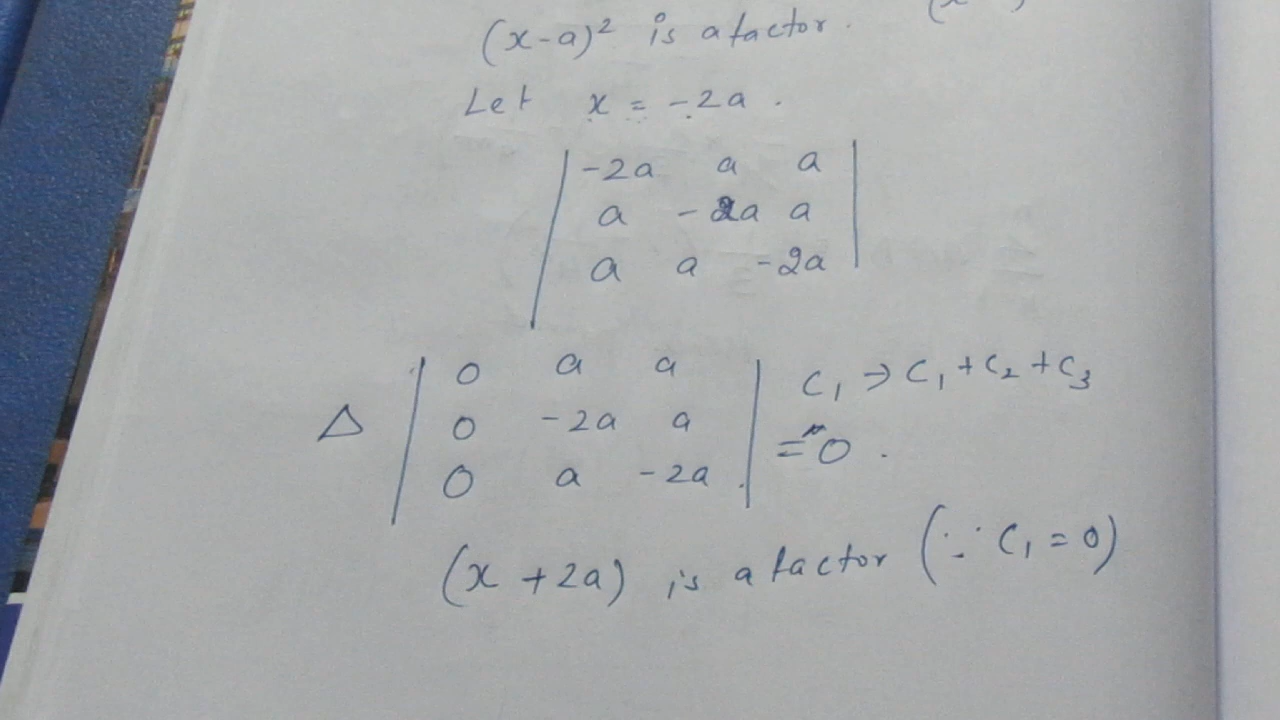 (x-a)² is a factor.
Let x = -2a.
| -2a a a |
| a -2a a |
| a a -2a |
Δ | 0 a a | C₁ → C₁ + C₂ + C₃
| 0 -2a a | = 0.
| 0 a -2a |
(x + 2a) is a factor (∵ C₁ = 0)